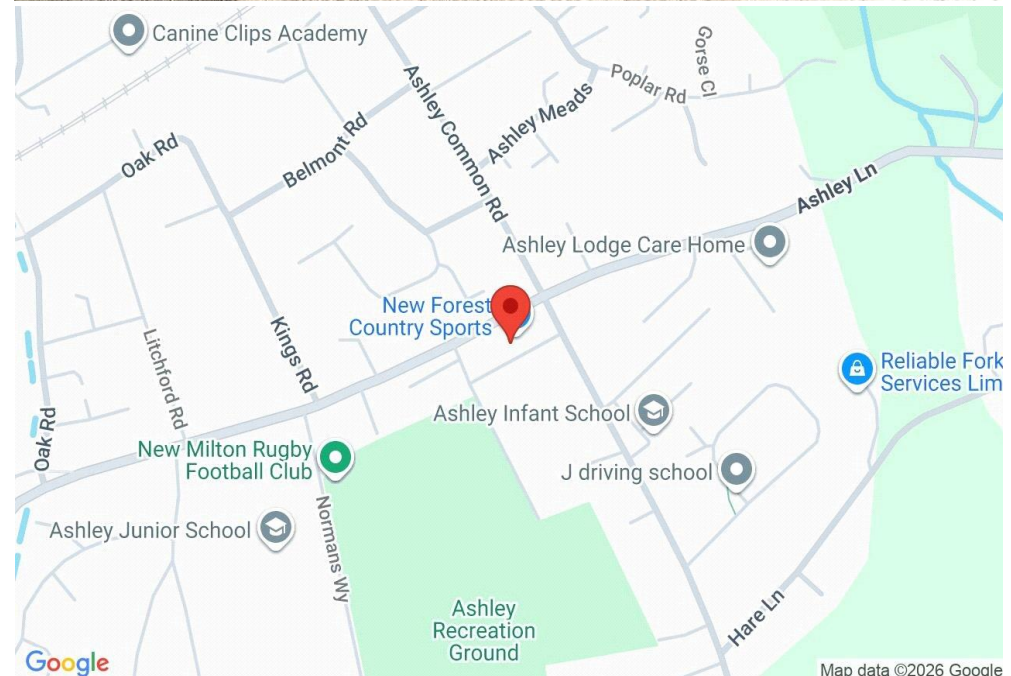 Canine Clips Academy
Gorse Cl
Poplar Rd
Ashley Common Rd
Ashley Meads
Oak Rd
Belmont Rd
Ashley Ln
Ashley Lodge Care Home
New Forest
Country Sports
Kings Rd
Litchford Rd
Reliable Fork
Services Lim
Ashley Infant School
Oak Rd
New Milton Rugby
Football Club
J driving school
Ashley Junior School
Normans Wy
Hare Ln
Ashley
Recreation
Ground
Google
Map data ©2026 Google